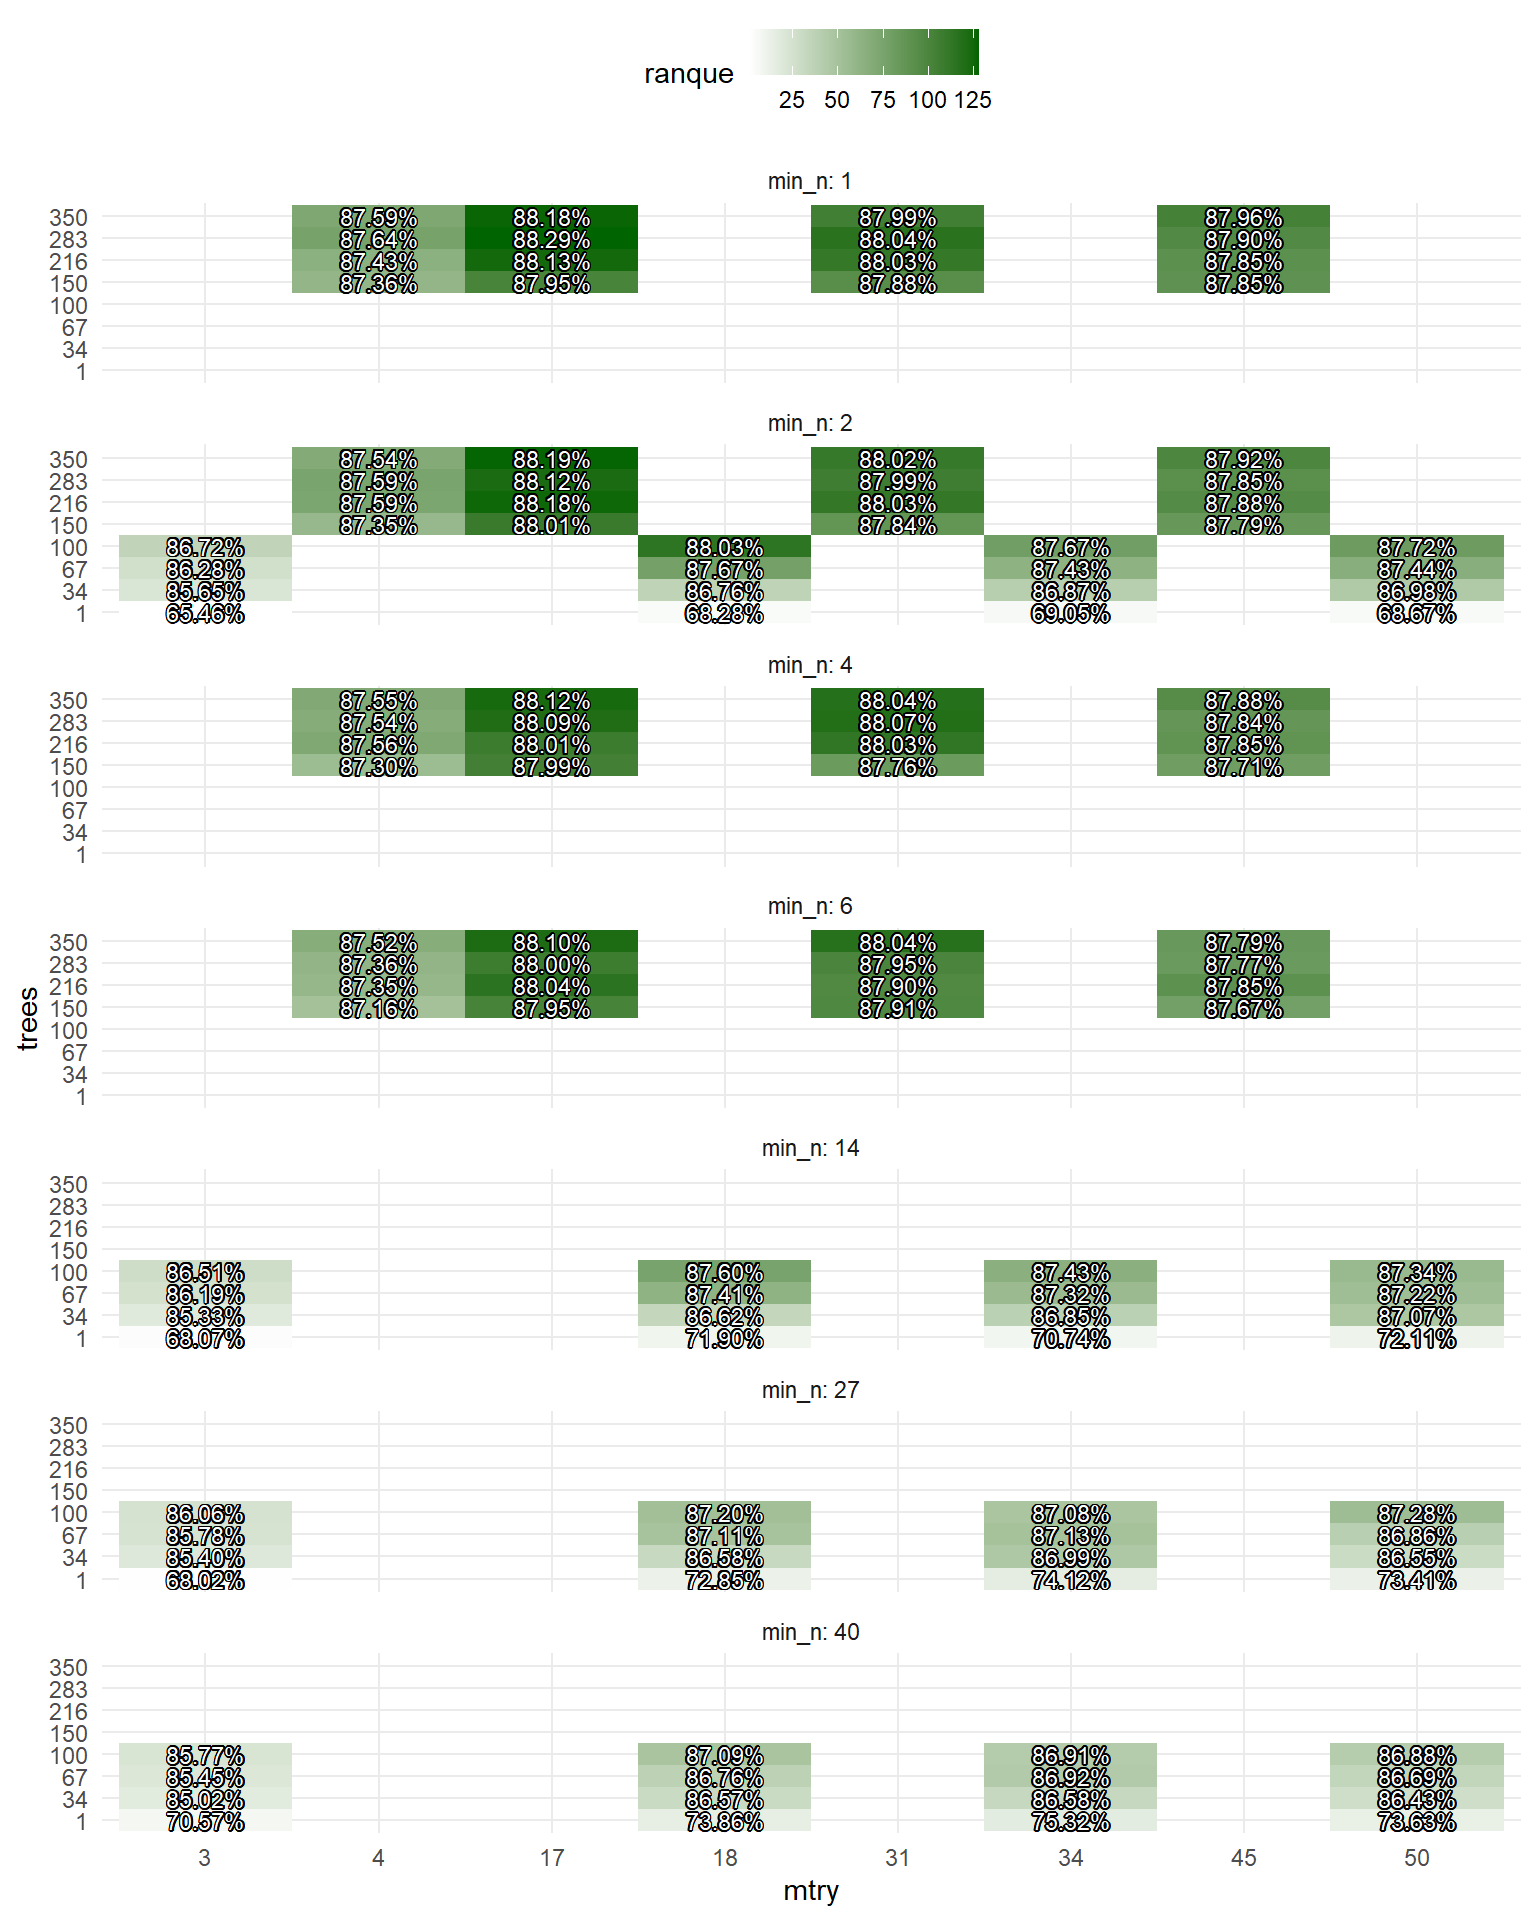 ranque
25 50 75 100 125
min_n: 1
350 87.59% 88.18% 87.99% 87.96%
283 87.64% 88.29% 88.04% 87.90%
216 87.43% 88.13% 88.03% 87.85%
150 87.36% 87.95% 87.88% 87.85%
100
67
34
1
min_n: 2
350 87.54% 88.19% 88.02% 87.92%
283 87.59% 88.12% 87.99% 87.85%
216 87.59% 88.18% 88.03% 87.88%
150 87.35% 88.01% 87.84% 87.79%
100 86.72% 88.03% 87.67% 87.72%
67 86.28% 87.67% 87.43% 87.44%
34 85.65% 86.76% 86.87% 86.98%
1 65.46% 68.28% 69.05% 68.67%
min_n: 4
350 87.55% 88.12% 88.04% 87.88%
283 87.54% 88.09% 88.07% 87.84%
216 87.56% 88.01% 88.03% 87.85%
150 87.30% 87.99% 87.76% 87.71%
100
67
34
1
min_n: 6
350 87.52% 88.10% 88.04% 87.79%
283 87.36% 88.00% 87.95% 87.77%
216 87.35% 88.04% 87.90% 87.85%
150 87.16% 87.95% 87.91% 87.67%
100
67
34
1
trees
min_n: 14
350
283
216
150
100 86.51% 87.60% 87.43% 87.34%
67 86.19% 87.41% 87.32% 87.22%
34 85.33% 86.62% 86.85% 87.07%
1 68.07% 71.90% 70.74% 72.11%
min_n: 27
350
283
216
150
100 86.06% 87.20% 87.08% 87.28%
67 85.78% 87.11% 87.13% 86.86%
34 85.40% 86.58% 86.99% 86.55%
1 68.02% 72.85% 74.12% 73.41%
min_n: 40
350
283
216
150
100 85.77% 87.09% 86.91% 86.88%
67 85.45% 86.76% 86.92% 86.69%
34 85.02% 86.57% 86.58% 86.43%
1 70.57% 73.86% 75.32% 73.63%
3 4 17 18 31 34 45 50
mtry